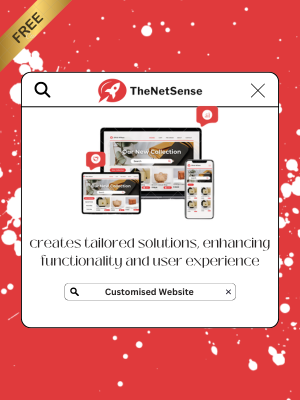 FREE
TheNetSense
Our New Collection
Our New Collection
creates tailored solutions, enhancing
functionality and user experience
Customised Website